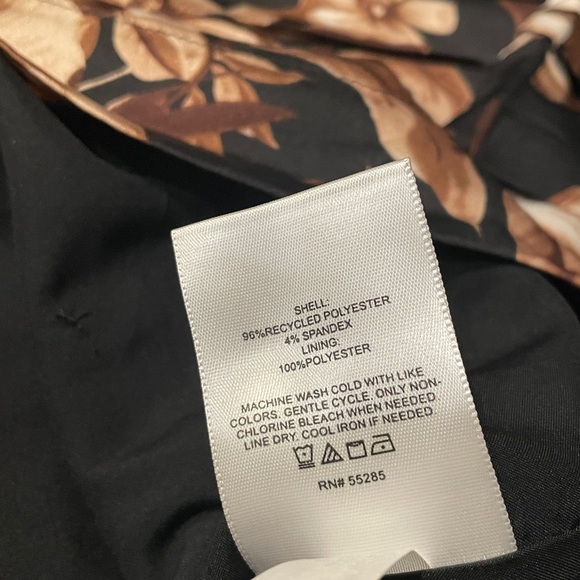 SHELL:
96%RECYCLED POLYESTER
4% SPANDEX
LINING:
100%POLYESTER
MACHINE WASH COLD WITH LIKE
COLORS. GENTLE CYCLE. ONLY NON-
CHLORINE BLEACH WHEN NEEDED
LINE DRY. COOL IRON IF NEEDED
RN# 55285